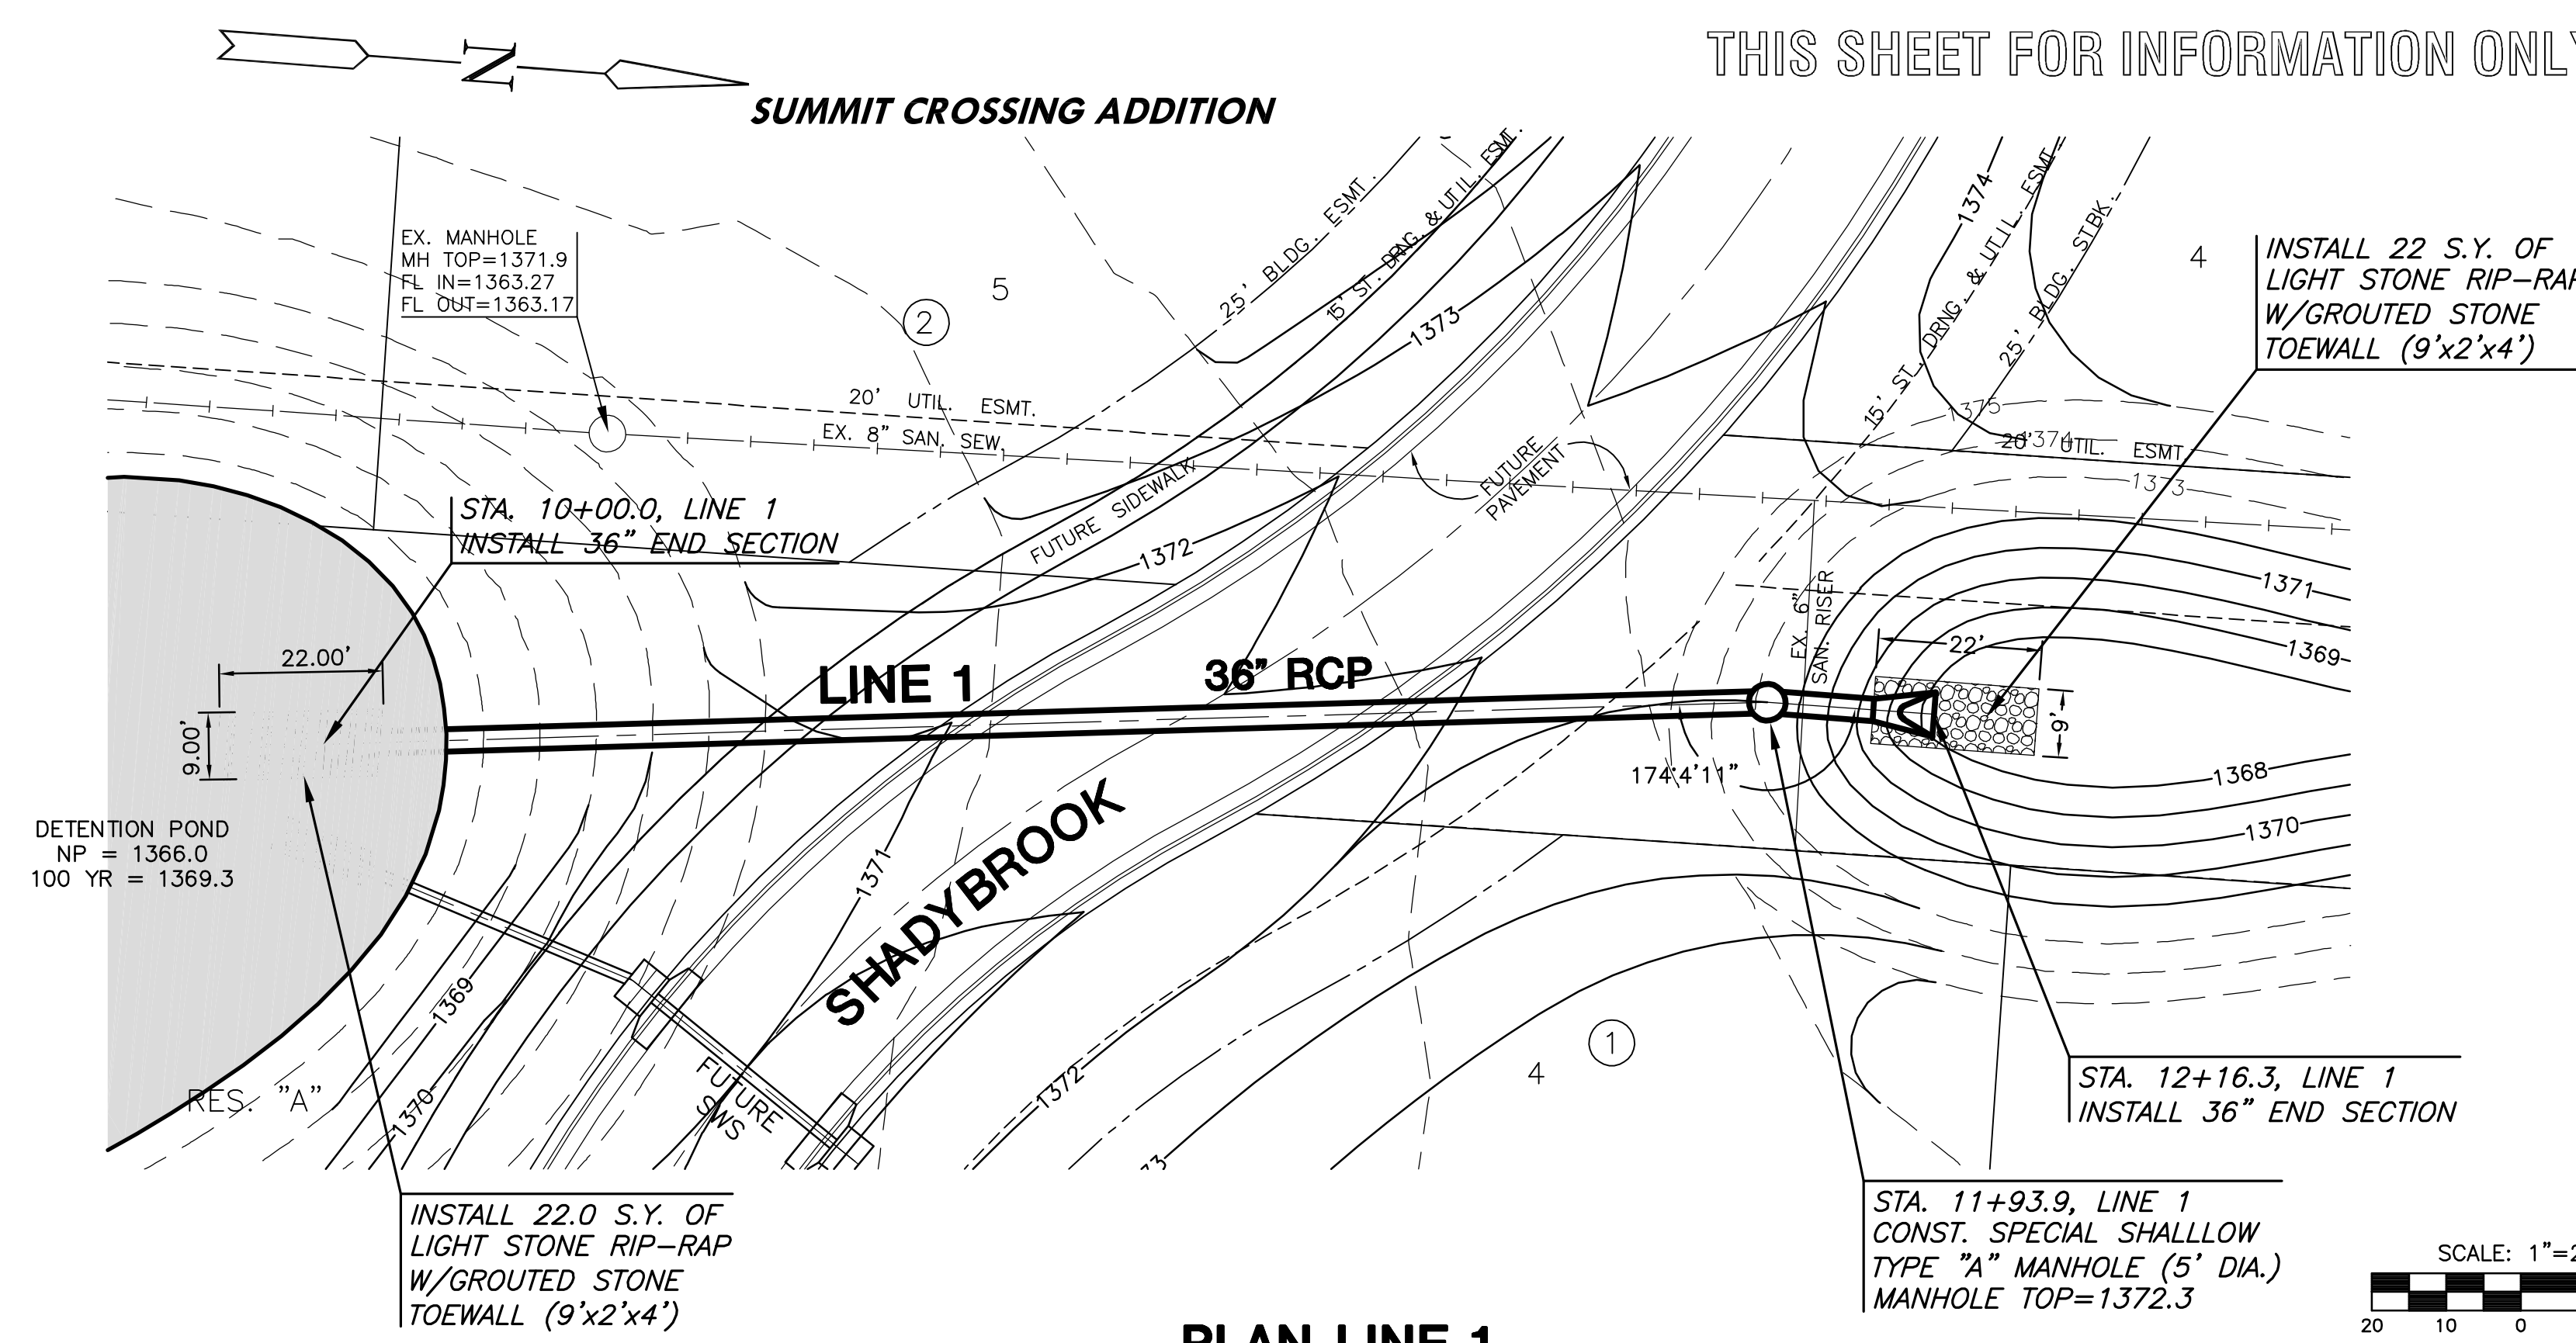 THIS SHEET FOR INFORMATION ONLY
N
SUMMIT CROSSING ADDITION
EX. MANHOLE
MH TOP=1371.9
FL IN=1363.27
FL OUT=1363.17
5
2
25' BLDG. ESMT.
15' ST. DRNG. & UTIL. ESMT.
1373
1374
15' ST. DRNG. & UTIL. ESMT.
25' BLDG. STBK.
4
INSTALL 22 S.Y. OF
LIGHT STONE RIP-RAP
W/GROUTED STONE
TOEWALL (9'x2'x4')
20' UTIL. ESMT.
EX. 8" SAN. SEW.
FUTURE SIDEWALK
FUTURE
PAVEMENT
1375
1374
20' UTIL. ESMT.
1373
STA. 10+00.0, LINE 1
INSTALL 36" END SECTION
1372
EX. 6"
SAN. RISER
1371
1369
22.00'
9.00'
LINE 1
36" RCP
22'
9'
174°4'11"
1368
1370
DETENTION POND
NP = 1366.0
100 YR = 1369.3
1371
SHADYBROOK
1369
1370
RES. "A"
FUTURE
SWS
1372
73
4
1
STA. 12+16.3, LINE 1
INSTALL 36" END SECTION
INSTALL 22.0 S.Y. OF
LIGHT STONE RIP-RAP
W/GROUTED STONE
TOEWALL (9'x2'x4')
STA. 11+93.9, LINE 1
CONST. SPECIAL SHALLLOW
TYPE "A" MANHOLE (5' DIA.)
MANHOLE TOP=1372.3
SCALE: 1"=2
20 10 0
PLAN LINE 1